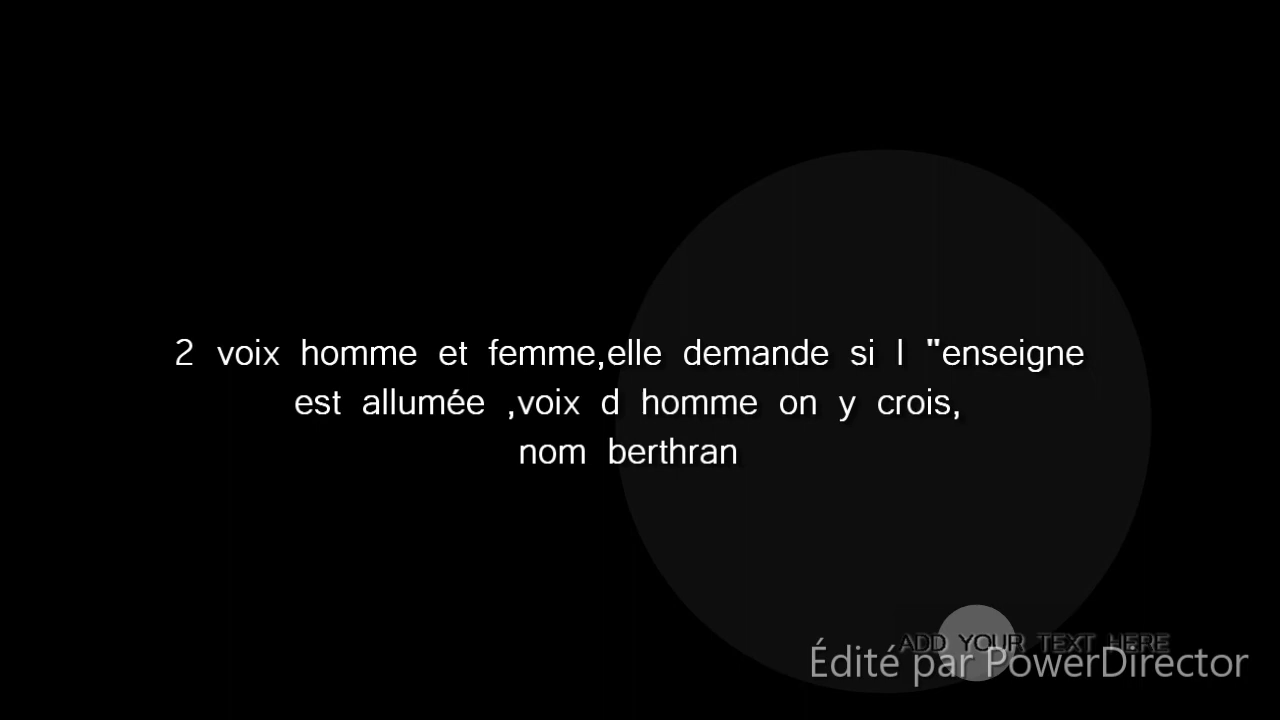 2 voix homme et femme,elle demande si l "enseigne
est allumée ,voix d homme on y crois,
nom berthran
ADD YOUR TEXT HERE
Édité par PowerDirector